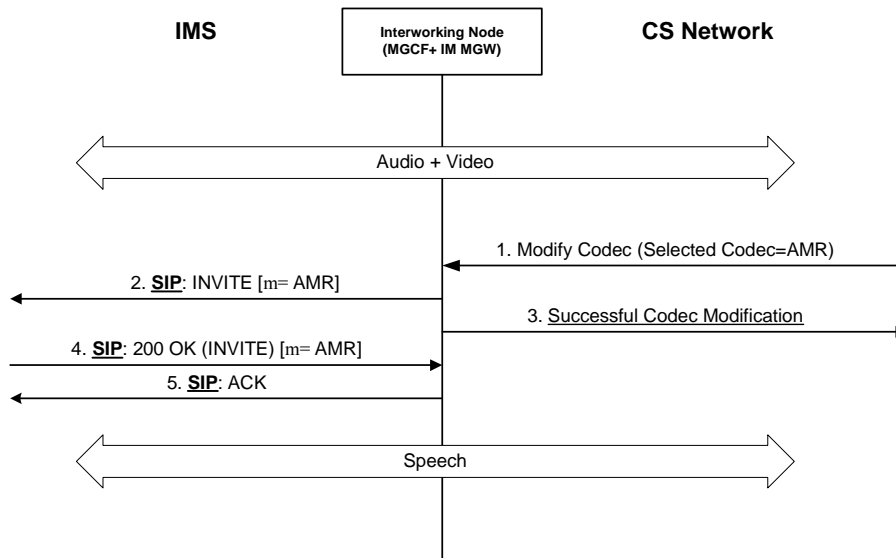 IMS
Interworking Node
(MGCF+ IM MGW)
CS Network
Audio + Video
1. Modify Codec (Selected Codec=AMR)
2. SIP: INVITE [m= AMR]
3. Successful Codec Modification
4. SIP: 200 OK (INVITE) [m= AMR]
5. SIP: ACK
Speech